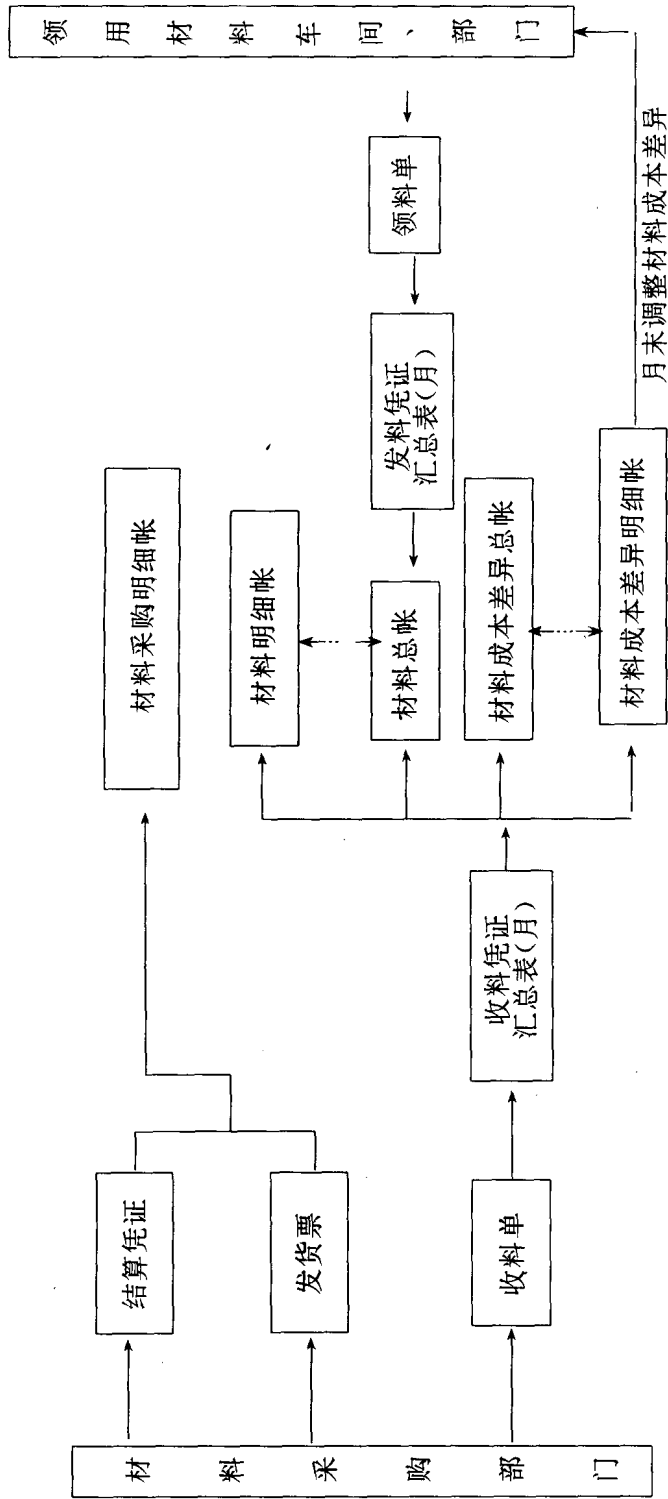 材料采购部门
结算凭证
发货票
收料单
收料凭证
汇总表(月)
材料采购明细帐
材料明细帐
材料总帐
材料成本差异总帐
材料成本差异明细帐
发料凭证
汇总表(月)
领料单
月末调整材料成本差异
领用材料车间、部门